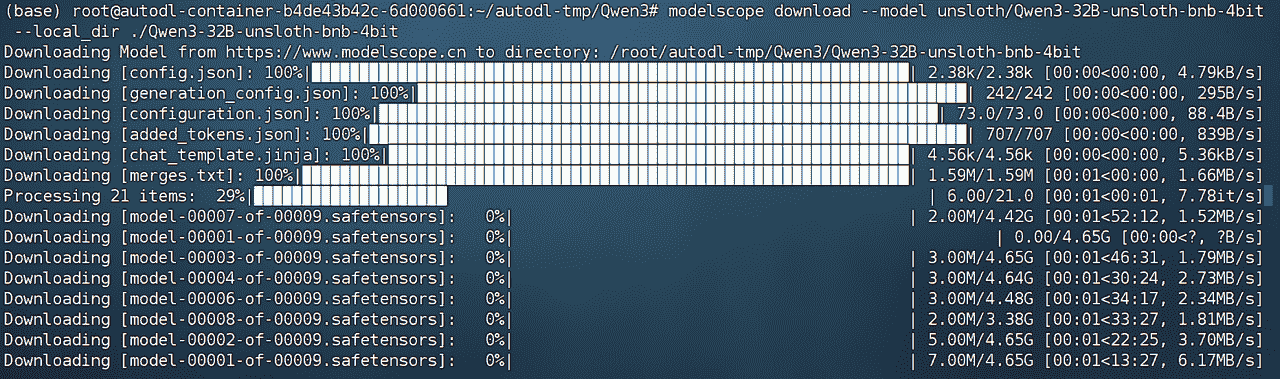 (base) root@autodl-container-b4de43b42c-6d000661:~/autodl-tmp/Qwen3# modelscope download --model unsloth/Qwen3-32B-unsloth-bnb-4bit
--local_dir ./Qwen3-32B-unsloth-bnb-4bit
Downloading Model from https://www.modelscope.cn to directory: /root/autodl-tmp/Qwen3/Qwen3-32B-unsloth-bnb-4bit
Downloading [config.json]: 100%| | 2.38k/2.38k [00:00<00:00, 4.79kB/s]
Downloading [generation_config.json]: 100%| | 242/242 [00:00<00:00, 295B/s]
Downloading [configuration.json]: 100%| | 73.0/73.0 [00:00<00:00, 88.4B/s]
Downloading [added_tokens.json]: 100%| | 707/707 [00:00<00:00, 839B/s]
Downloading [chat_template.jinja]: 100%| | 4.56k/4.56k [00:00<00:00, 5.36kB/s]
Downloading [merges.txt]: 100%| | 1.59M/1.59M [00:01<00:00, 1.66MB/s]
Processing 21 items: 29%| | 6.00/21.0 [00:01<00:01, 7.78it/s]
Downloading [model-00007-of-00009.safetensors]: 0%| | 2.00M/4.42G [00:01<52:12, 1.52MB/s]
Downloading [model-00001-of-00009.safetensors]: 0%| | 0.00/4.65G [00:00<?, ?B/s]
Downloading [model-00003-of-00009.safetensors]: 0%| | 3.00M/4.65G [00:01<46:31, 1.79MB/s]
Downloading [model-00004-of-00009.safetensors]: 0%| | 3.00M/4.64G [00:01<30:24, 2.73MB/s]
Downloading [model-00006-of-00009.safetensors]: 0%| | 3.00M/4.48G [00:01<34:17, 2.34MB/s]
Downloading [model-00008-of-00009.safetensors]: 0%| | 2.00M/3.38G [00:01<33:27, 1.81MB/s]
Downloading [model-00002-of-00009.safetensors]: 0%| | 5.00M/4.65G [00:01<22:25, 3.70MB/s]
Downloading [model-00001-of-00009.safetensors]: 0%| | 7.00M/4.65G [00:01<13:27, 6.17MB/s]